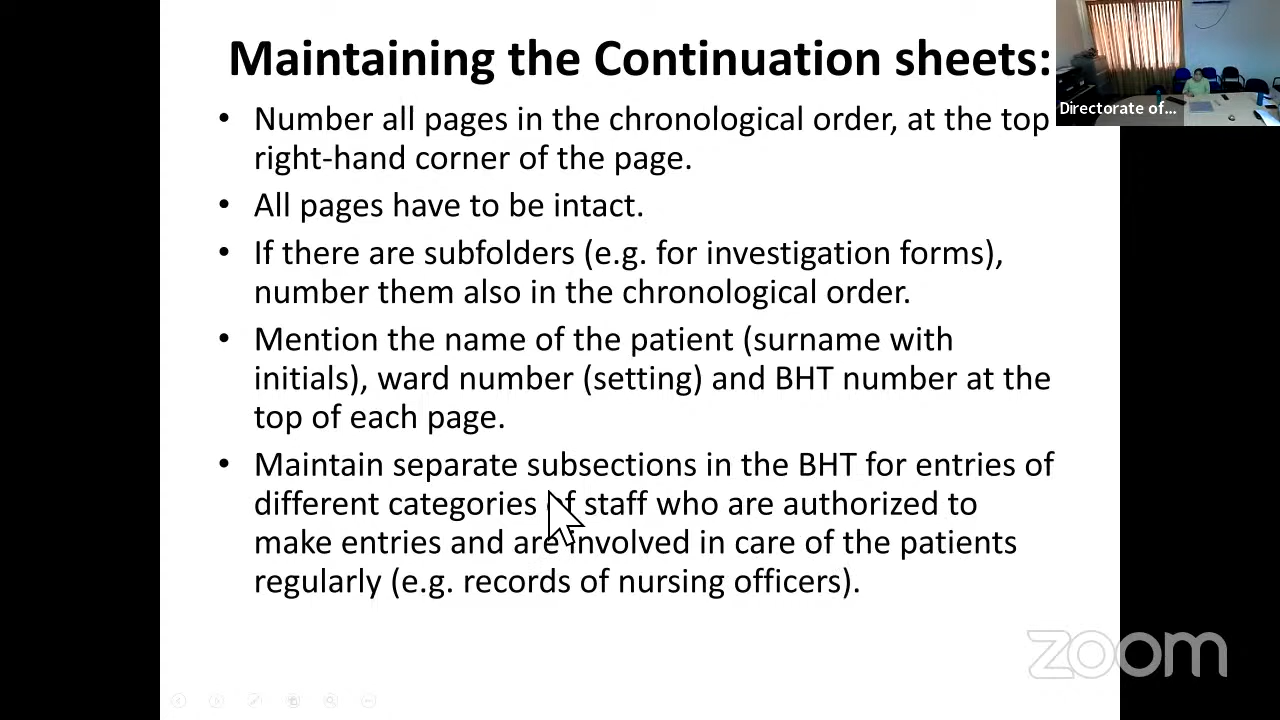 Maintaining the Continuation sheets:
• Number all pages in the chronological order, at the top
right-hand corner of the page.
• All pages have to be intact.
• If there are subfolders (e.g. for investigation forms),
number them also in the chronological order.
• Mention the name of the patient (surname with
initials), ward number (setting) and BHT number at the
top of each page.
• Maintain separate subsections in the BHT for entries of
different categories of staff who are authorized to
make entries and are involved in care of the patients
regularly (e.g. records of nursing officers).
Directorate of...
zoom